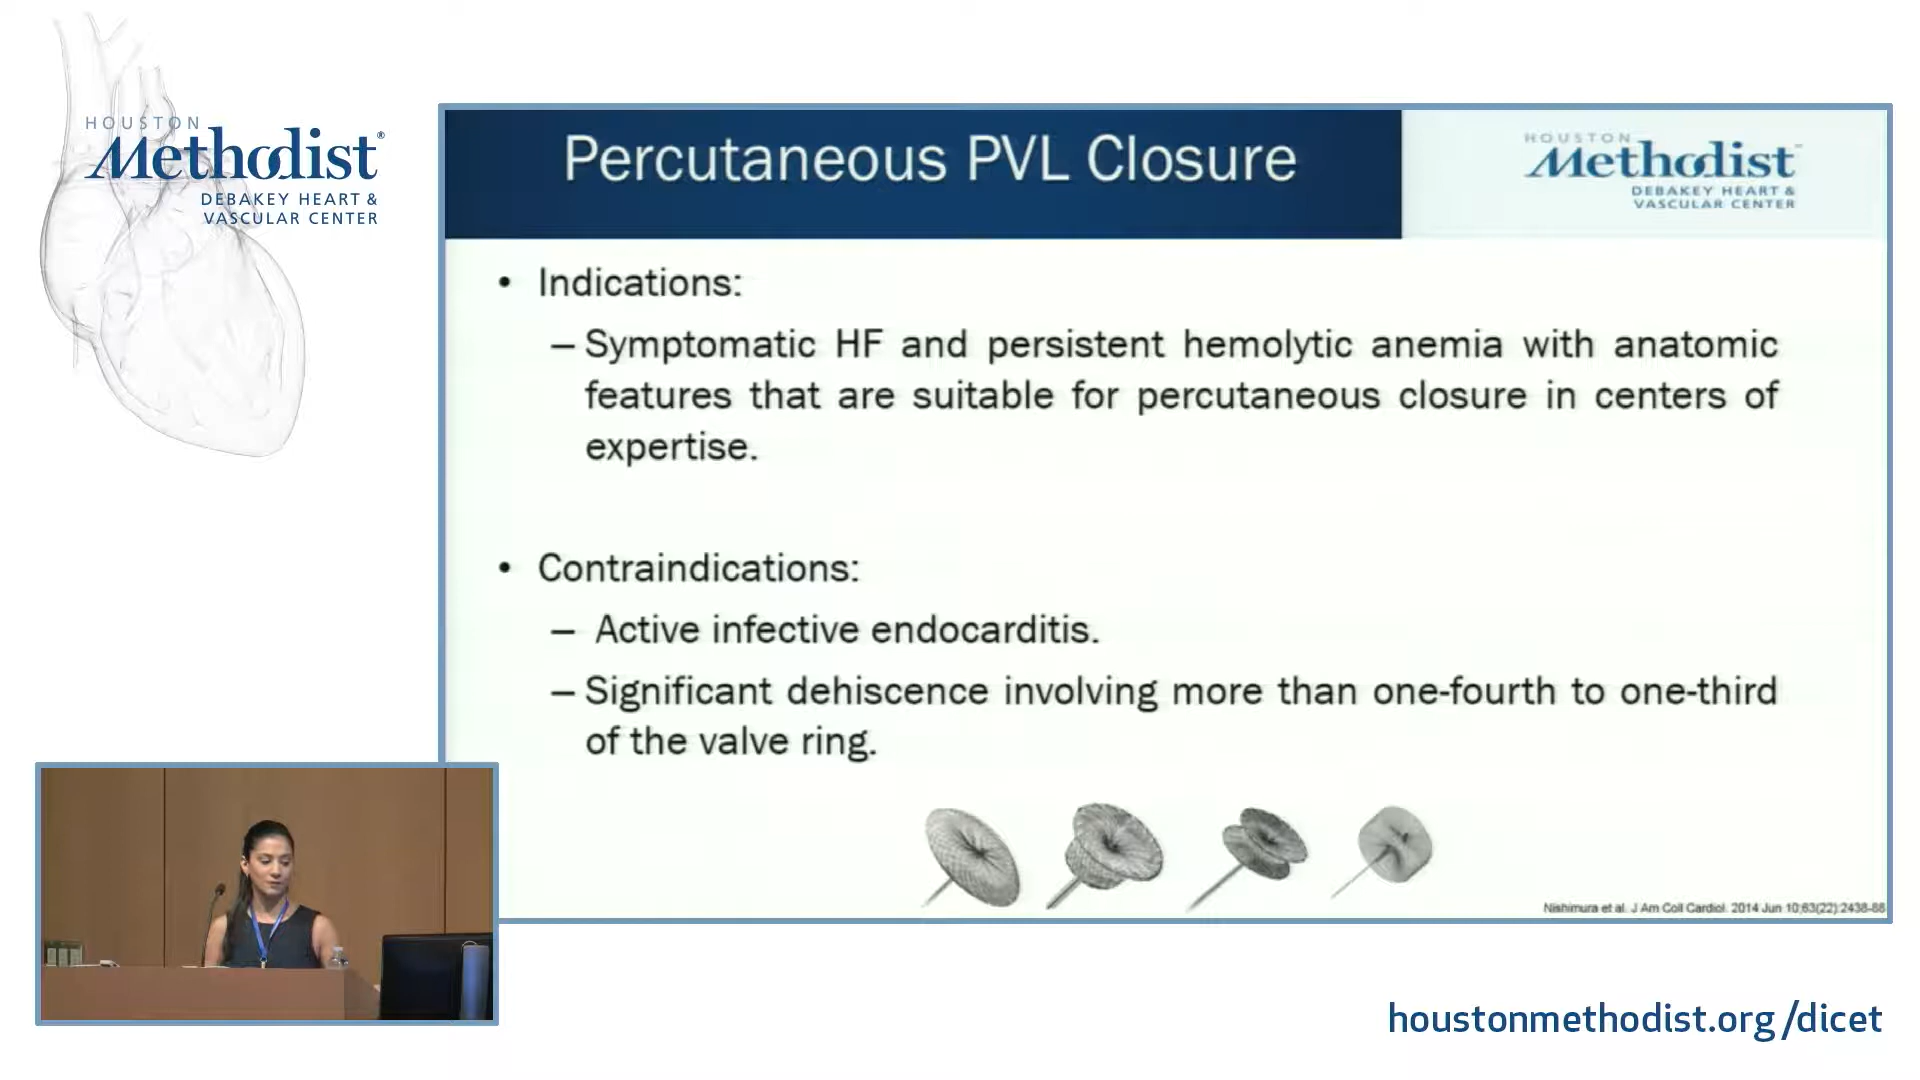 HOUSTON
Methodist®
DEBAKEY HEART &
VASCULAR CENTER
Percutaneous PVL Closure
HOUSTON
Methodist
DEBAKEY HEART &
VASCULAR CENTER
• Indications:
– Symptomatic HF and persistent hemolytic anemia with anatomic
features that are suitable for percutaneous closure in centers of
expertise.
• Contraindications:
– Active infective endocarditis.
– Significant dehiscence involving more than one-fourth to one-third
of the valve ring.
Nishimura et al. J Am Coll Cardiol. 2014 Jun 10;63(22):2438-88
houstonmethodist.org/dicet